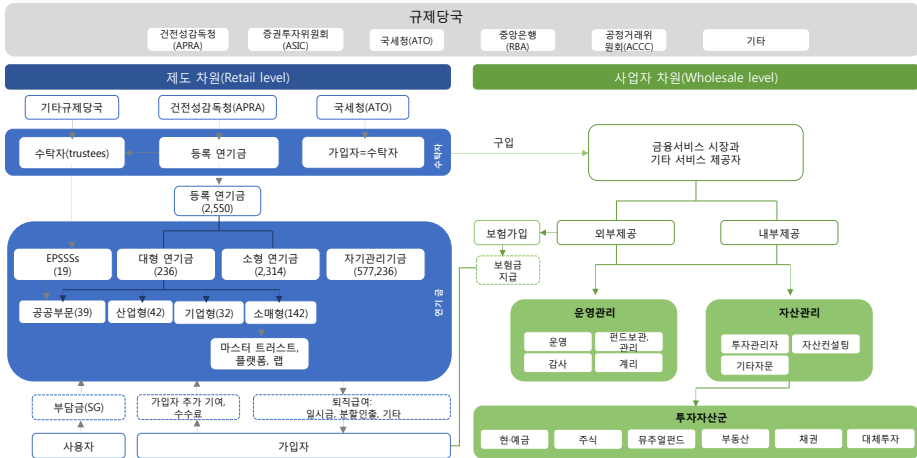 규제당국
건전성감독청
(APRA)
증권투자위원회
(ASIC)
국세청(ATO)
중앙은행
(RBA)
공정거래위
원회(ACCC)
기타
제도 차원(Retail level)
사업자 차원(Wholesale level)
기타규제당국
건전성감독청(APRA)
국세청(ATO)
수탁자(trustees)
등록 연기금
가입자=수탁자
수탁자
구입
금융서비스 시장과
기타 서비스 제공자
등록 연기금
(2,550)
보험가입
외부제공
내부제공
보험금
지급
EPSSSs
(19)
대형 연기금
(236)
소형 연기금
(2,314)
자기관리기금
(577,236)
연기금
공공부문(39)
산업형(42)
기업형(32)
소매형(142)
마스터 트러스트,
플랫폼, 랩
운영관리
운영
펀드보관,
관리
감사
계리
자산관리
투자관리자
자산컨설팅
기타자문
부담금(SG)
가입자 추가 기여,
수수료
퇴직급여:
일시금, 분할인출, 기타
사용자
가입자
투자자산군
현·예금
주식
뮤추얼펀드
부동산
채권
대체투자